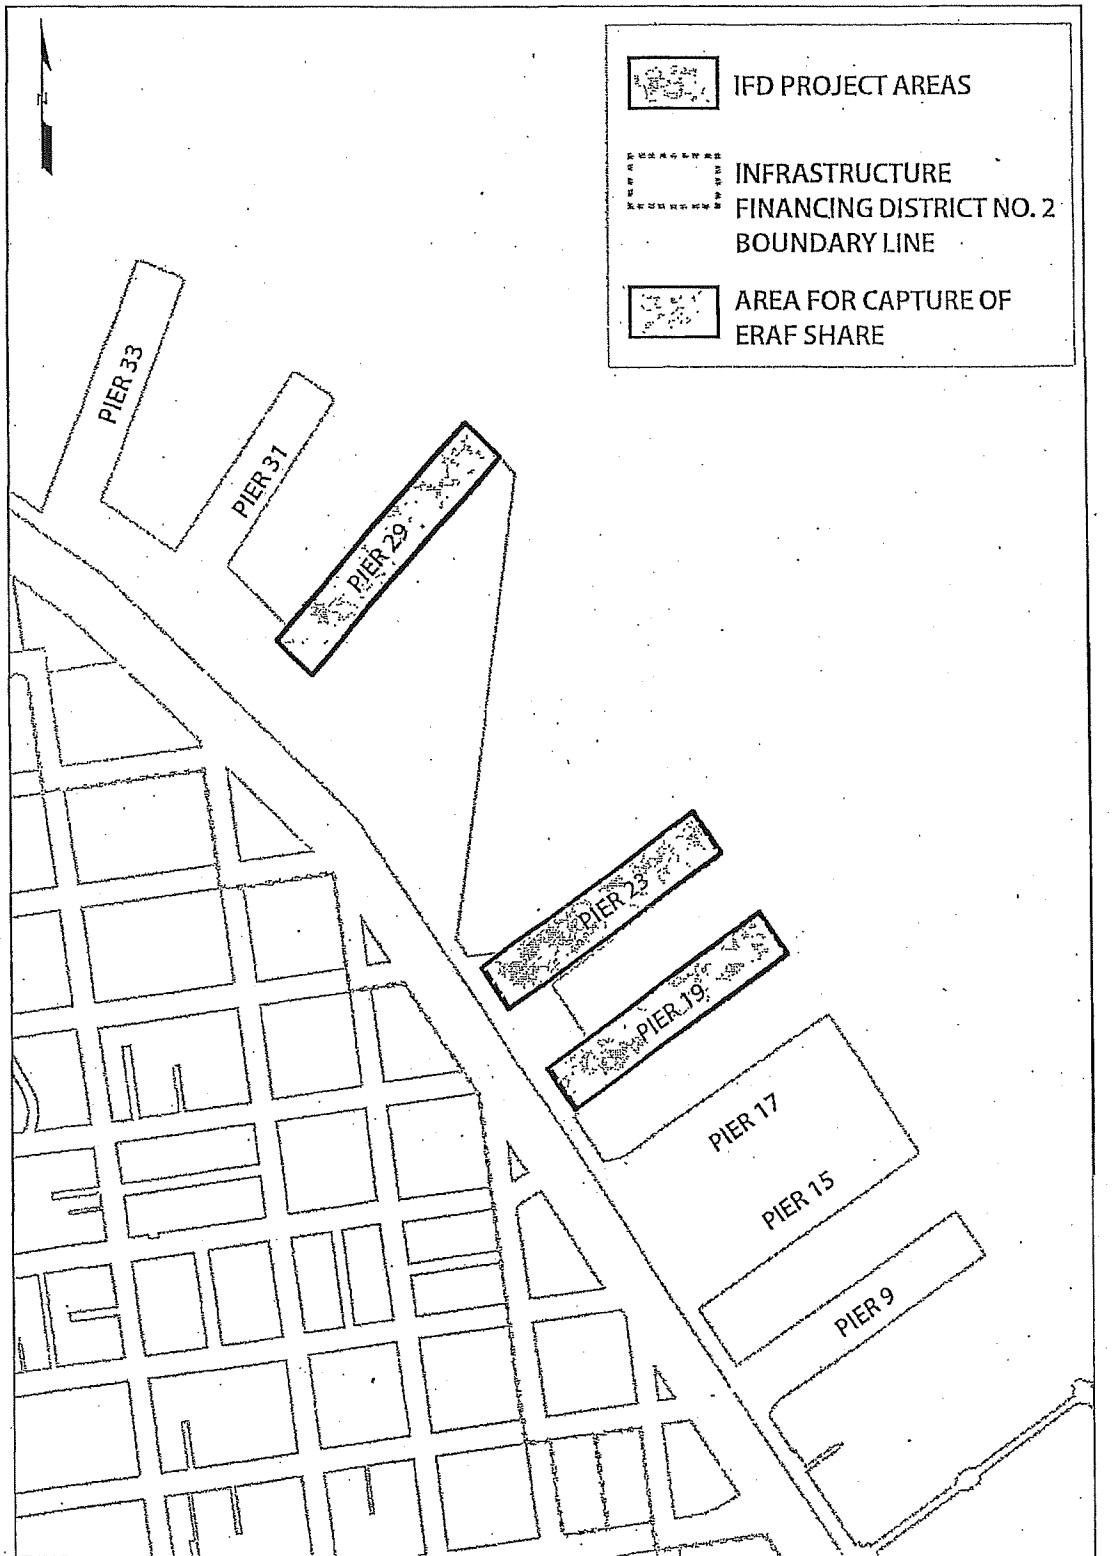 IFD PROJECT AREAS
INFRASTRUCTURE
FINANCING DISTRICT NO. 2
BOUNDARY LINE
AREA FOR CAPTURE OF
ERAF SHARE
PIER 33
PIER 31
PIER 29
PIER 23
PIER 19
PIER 17
PIER 15
PIER 9